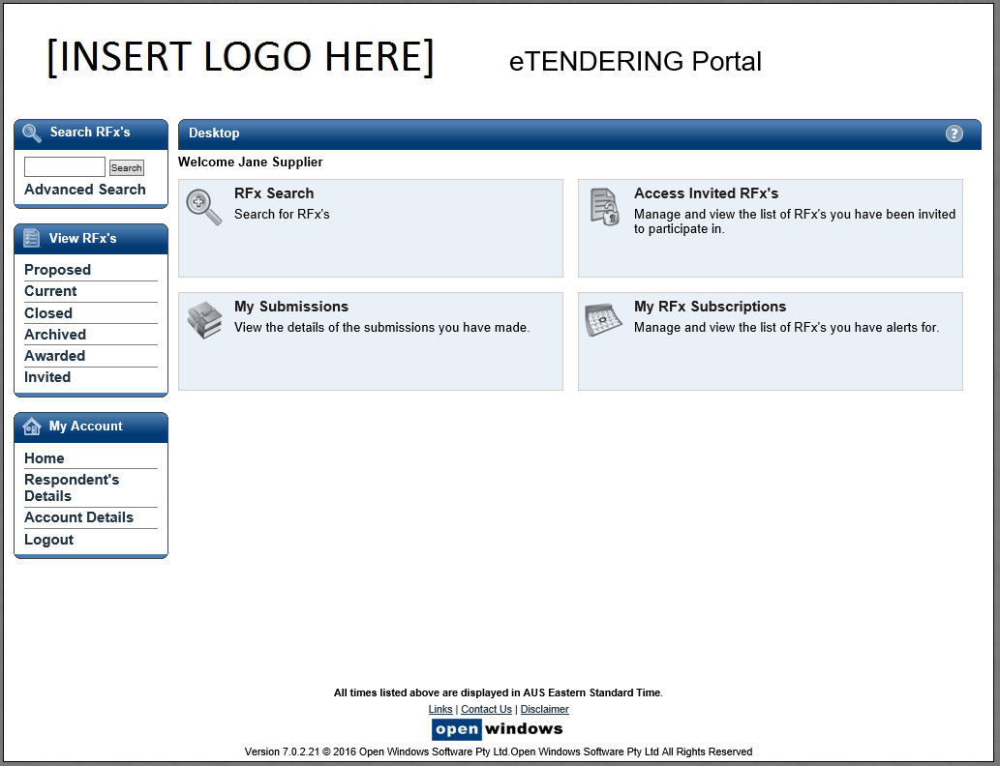 [INSERT LOGO HERE]
eTENDERING Portal
Search RFx's
Search
Advanced Search
View RFx's
Proposed
Current
Closed
Archived
Awarded
Invited
My Account
Home
Respondent's
Details
Account Details
Logout
Desktop
?
Welcome Jane Supplier
RFx Search
Search for RFx's
Access Invited RFx's
Manage and view the list of RFx's you have been invited
to participate in.
My Submissions
View the details of the submissions you have made.
My RFx Subscriptions
Manage and view the list of RFx's you have alerts for.
All times listed above are displayed in AUS Eastern Standard Time.
Links | Contact Us | Disclaimer
open windows
Version 7.0.2.21 © 2016 Open Windows Software Pty Ltd.Open Windows Software Pty Ltd All Rights Reserved